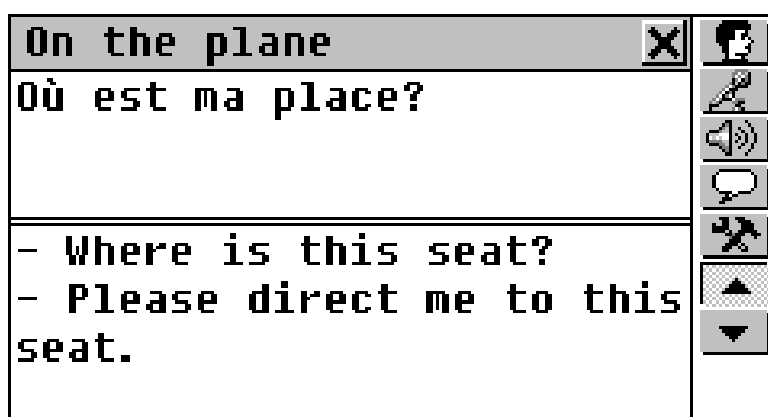 On the plane
Où est ma place?
- Where is this seat?
- Please direct me to this
seat.